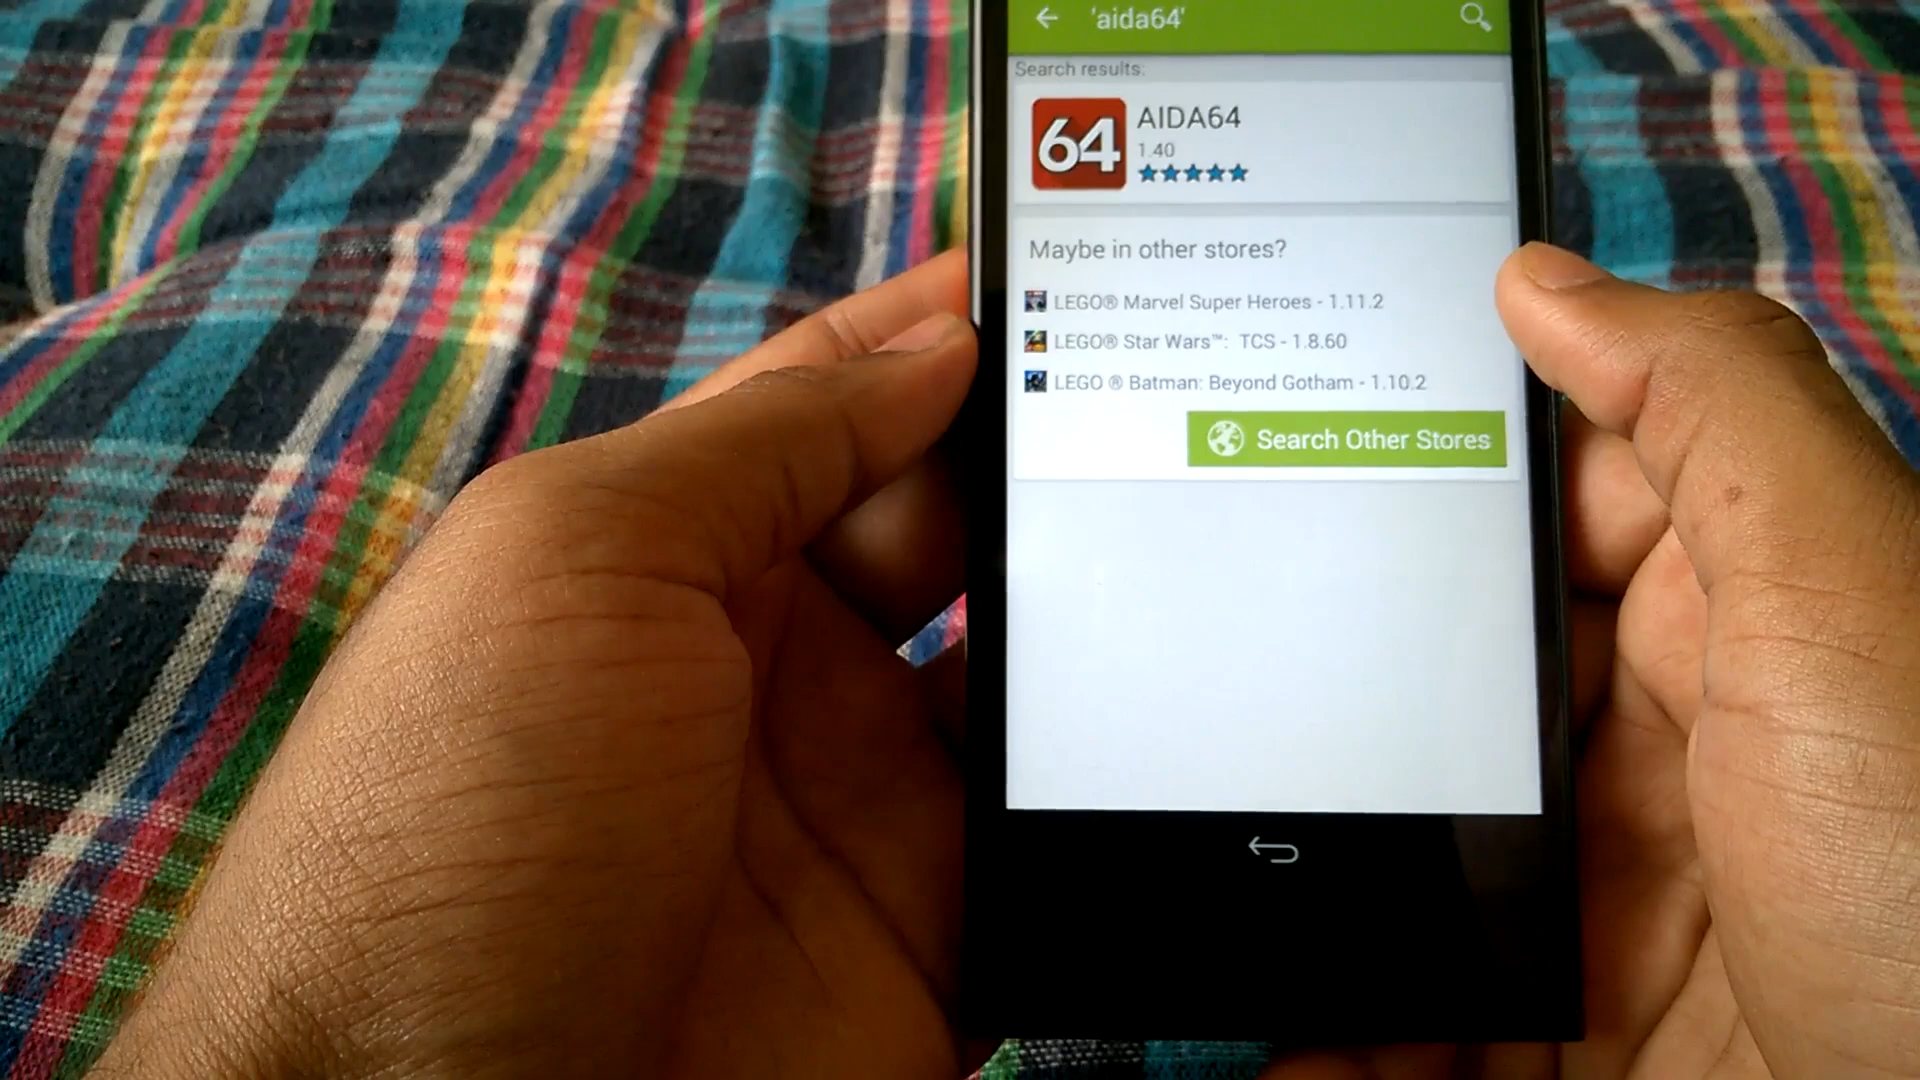 'aida64'
Search results:
64
AIDA64
1.40
Maybe in other stores?
LEGO® Marvel Super Heroes - 1.11.2
LEGO® Star Wars™: TCS - 1.8.60
LEGO ® Batman: Beyond Gotham - 1.10.2
Search Other Stores